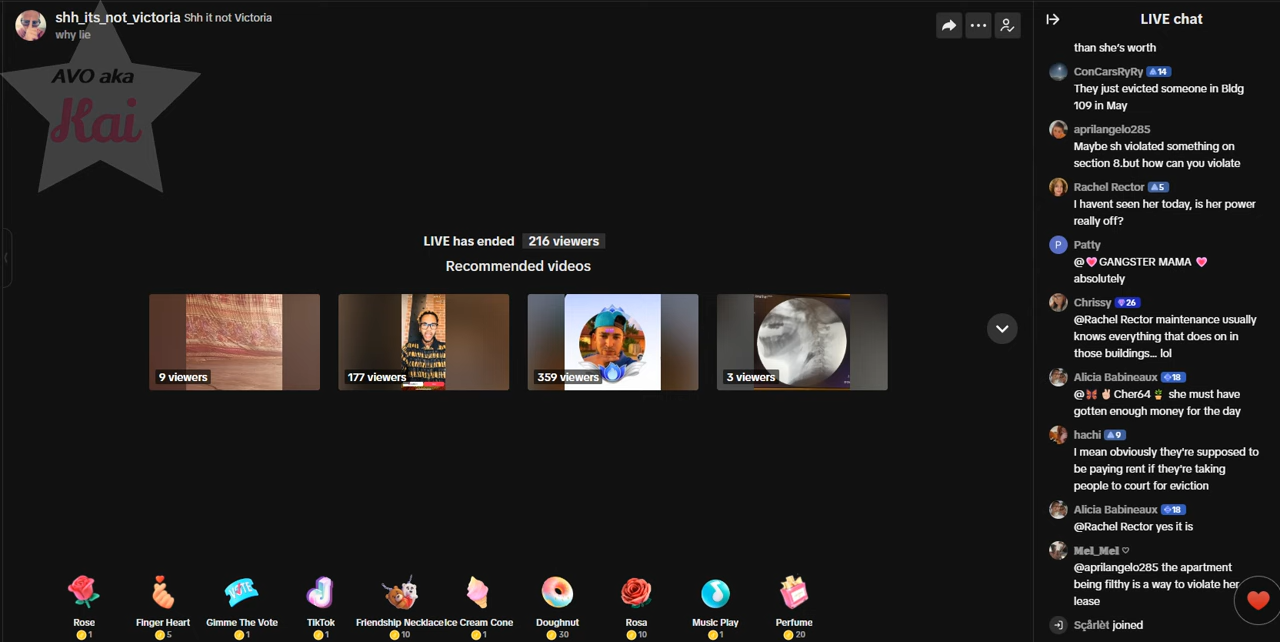 shh_its_not_victoria Shh it not Victoria
why lie
AVO aka
Kai
LIVE has ended 216 viewers
Recommended videos
9 viewers
177 viewers
359 viewers
3 viewers
Rose
1
Finger Heart
5
GImme The Vote
1
TikTok
1
Friendship Necklace
10
Ice Cream Cone
1
Doughnut
30
Rosa
10
Music Play
1
Perfume
20
LIVE chat
than she's worth
ConCarsRyRy 14
They just evicted someone in Bldg
109 in May
aprilangelo285
Maybe sh violated something on
section 8.but how can you violate
Rachel Rector 5
I havent seen her today, is her power
really off?
P Patty
@💗GANGSTER MAMA 💗
absolutely
Chrissy 26
@Rachel Rector maintenance usually
knows everything that does on in
those buildings... lol
Alicia Babineaux 18
@🦋✌🏼Cher64🪴 she must have
gotten enough money for the day
hachi 9
I mean obviously they're supposed to
be paying rent if they're taking
people to court for eviction
Alicia Babineaux 18
@Rachel Rector yes it is
Mel_Mel ♡
@aprilangelo285 the apartment
being filthy is a way to violate her
lease
Sçårlèt joined